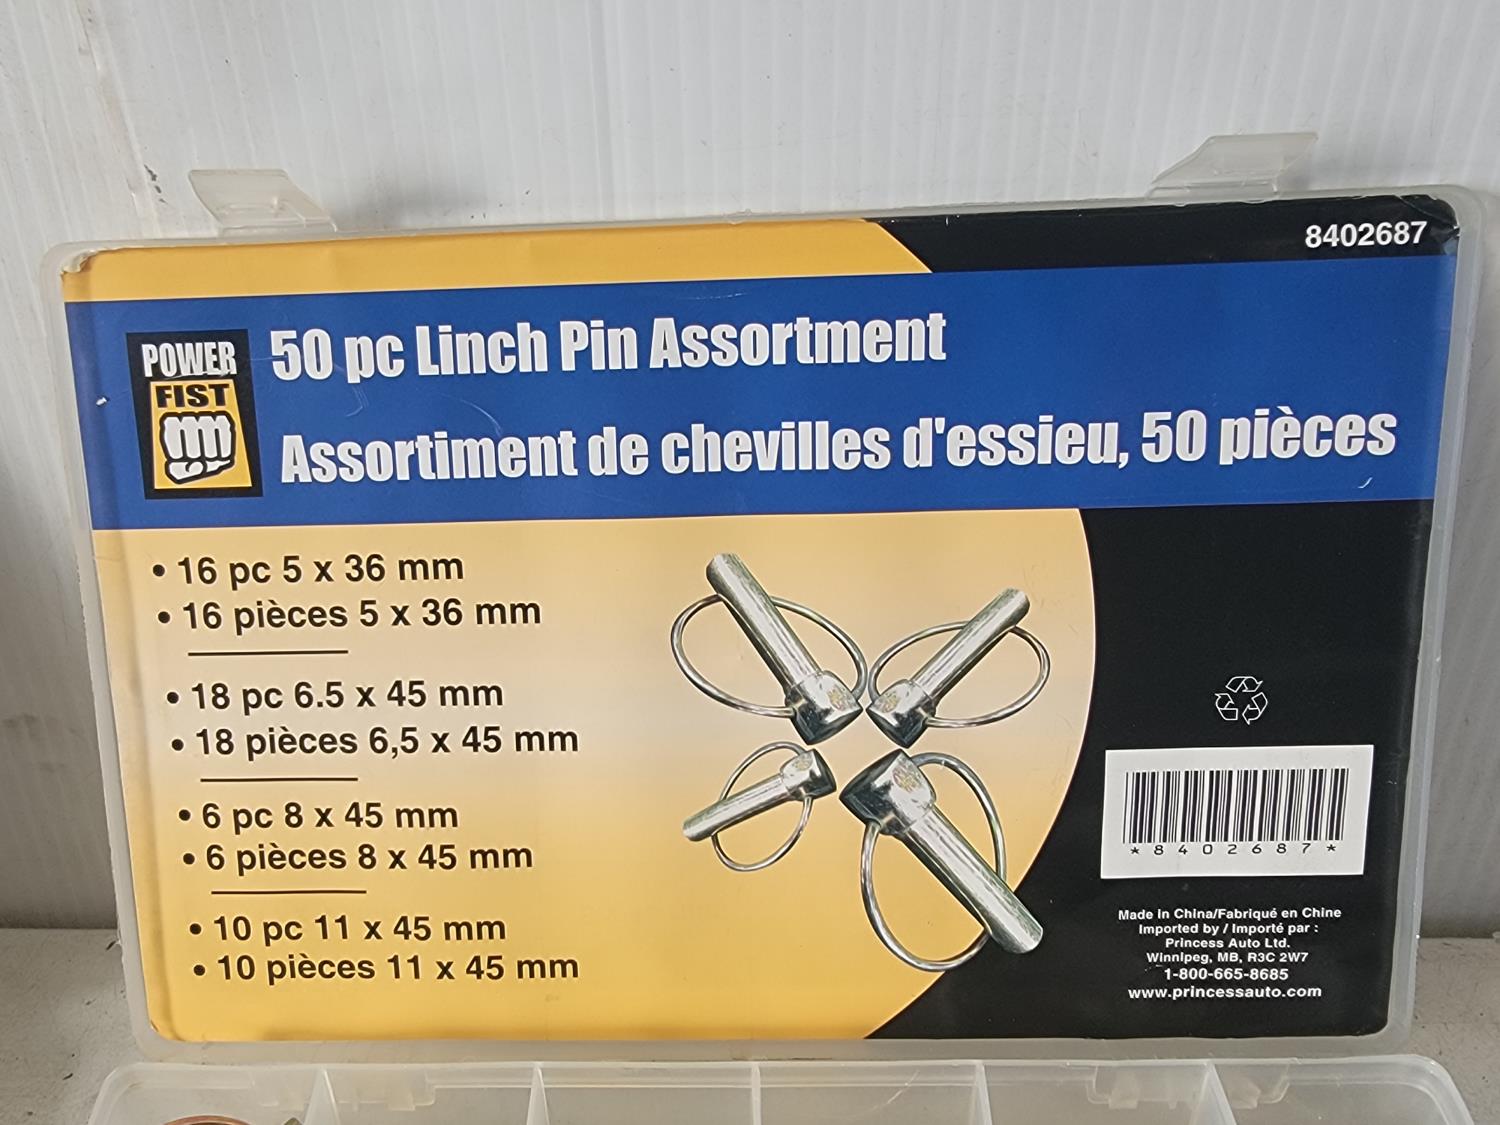 8402687
POWER
FIST
50 pc Linch Pin Assortment
Assortiment de chevilles d'essieu, 50 pièces
• 16 pc 5 x 36 mm
• 16 pièces 5 x 36 mm
• 18 pc 6.5 x 45 mm
• 18 pièces 6,5 x 45 mm
• 6 pc 8 x 45 mm
• 6 pièces 8 x 45 mm
• 10 pc 11 x 45 mm
• 10 pièces 11 x 45 mm
*8402687*
Made in China/Fabriqué en Chine
Imported by / Importé par :
Princess Auto Ltd.
Winnipeg, MB, R3C 2W7
1-800-665-8685
www.princessauto.com